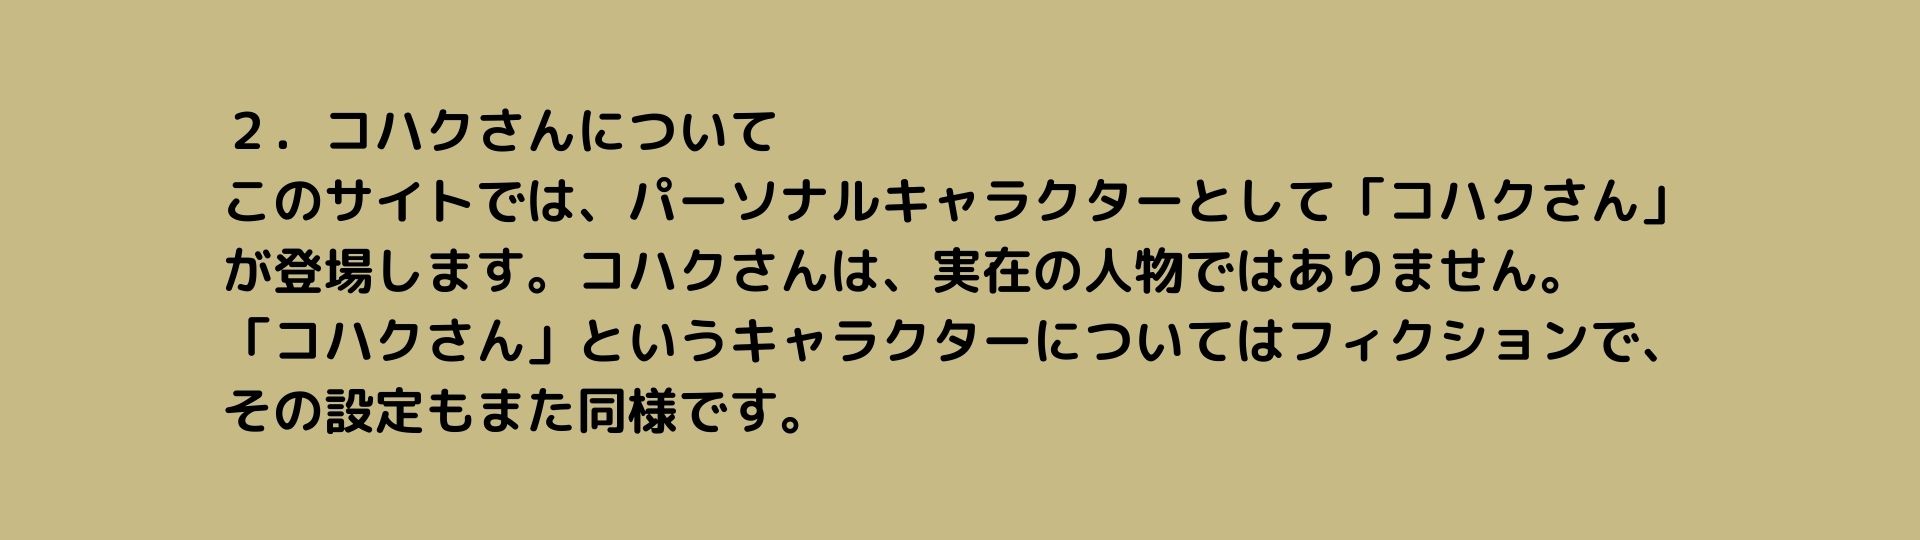 ２．コハクさんについて
このサイトでは、パーソナルキャラクターとして「コハクさん」
が登場します。コハクさんは、実在の人物ではありません。
「コハクさん」というキャラクターについてはフィクションで、
その設定もまた同様です。